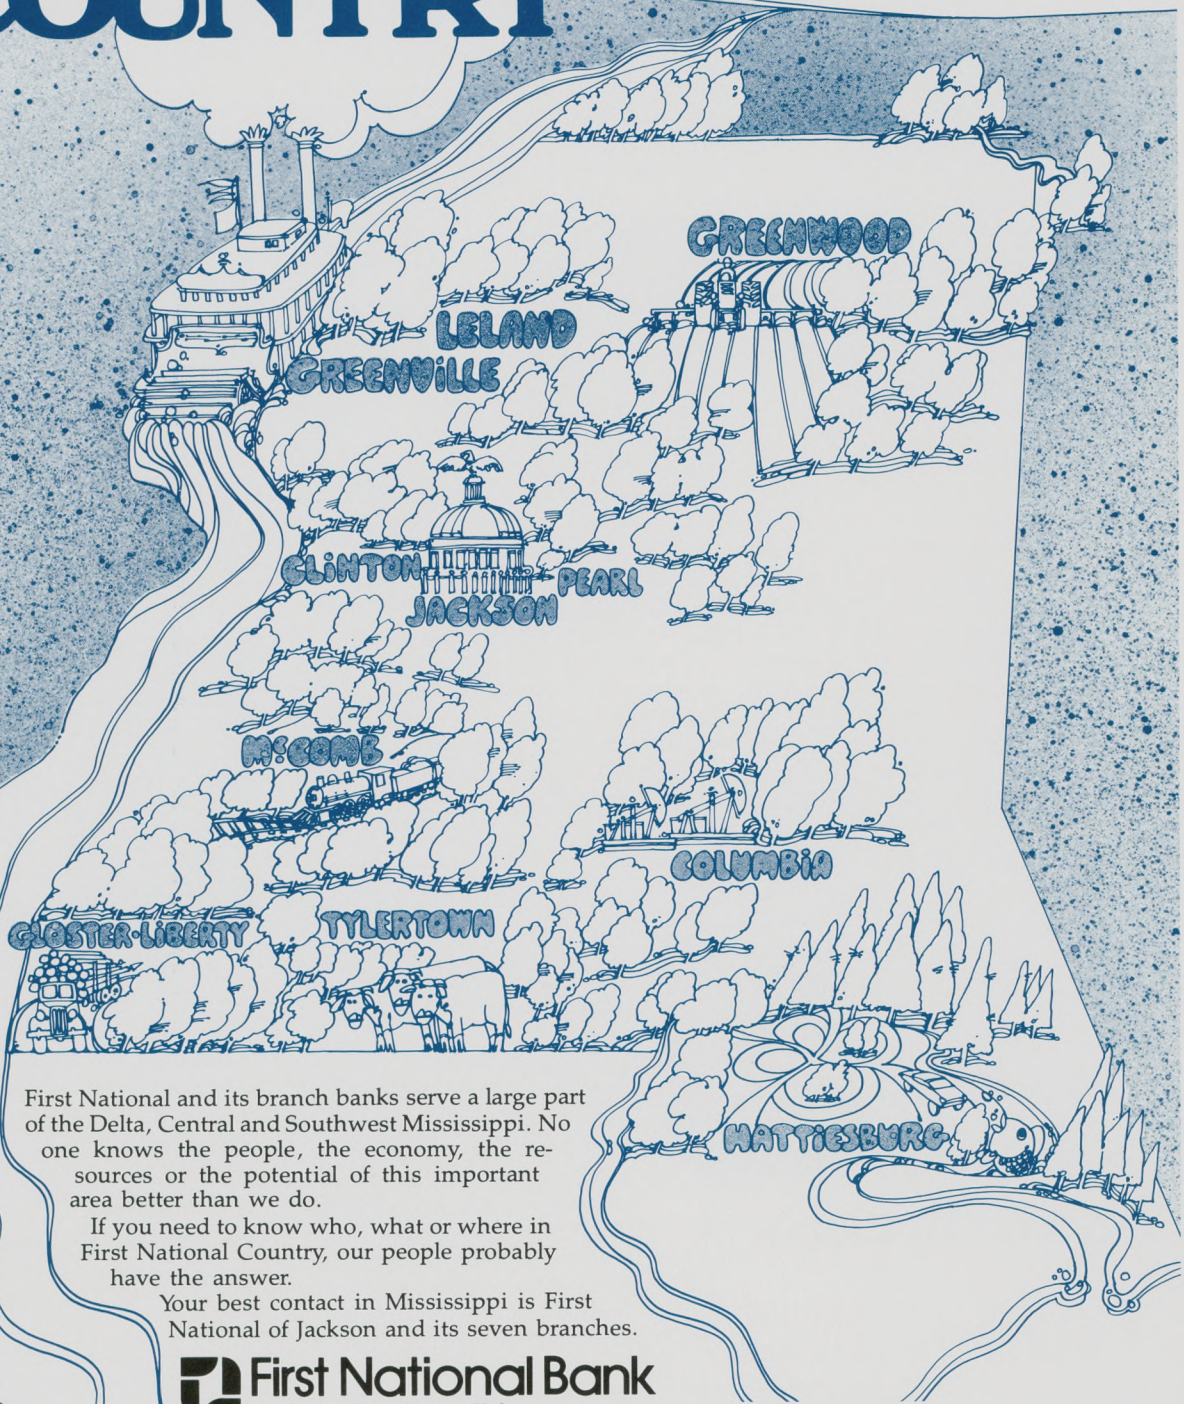 COUNTRY
GREENWOOD
LELAND
GREENViLLE
CLiNTON
PEARL
JACKSON
McCOMB
COLUMBiA
GLOSTER·LiBERTY
TYLERTOWN
HATTiESBURG
First National and its branch banks serve a large part
of the Delta, Central and Southwest Mississippi. No
one knows the people, the economy, the re-
sources or the potential of this important
area better than we do.
If you need to know who, what or where in
First National Country, our people probably
have the answer.
Your best contact in Mississippi is First
National of Jackson and its seven branches.
First National Bank